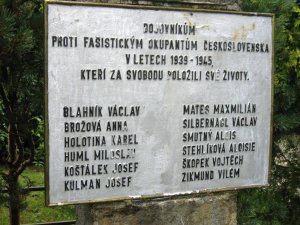 BOJOVNÍKŮM
PROTI FAŠISTICKÝM OKUPANTŮM ČESKOSLOVENSKA
V LETECH 1939 - 1945,
KTEŘÍ ZA SVOBODU POLOŽILI SVÉ ŽIVOTY.
BLAHNÍK VÁCLAV
BROŽOVÁ ANNA
HOLOTINA KAREL
HUML MILOSLAV
KOŠŤÁLEK JOSEF
KULMAN JOSEF
MATES MAXMILIÁN
SILBERNAGL VÁCLAV
SMUTNÝ ALOIS
STEHLÍKOVÁ ALOISIE
ŠKOPEK VOJTĚCH
ZIKMUND VILÉM